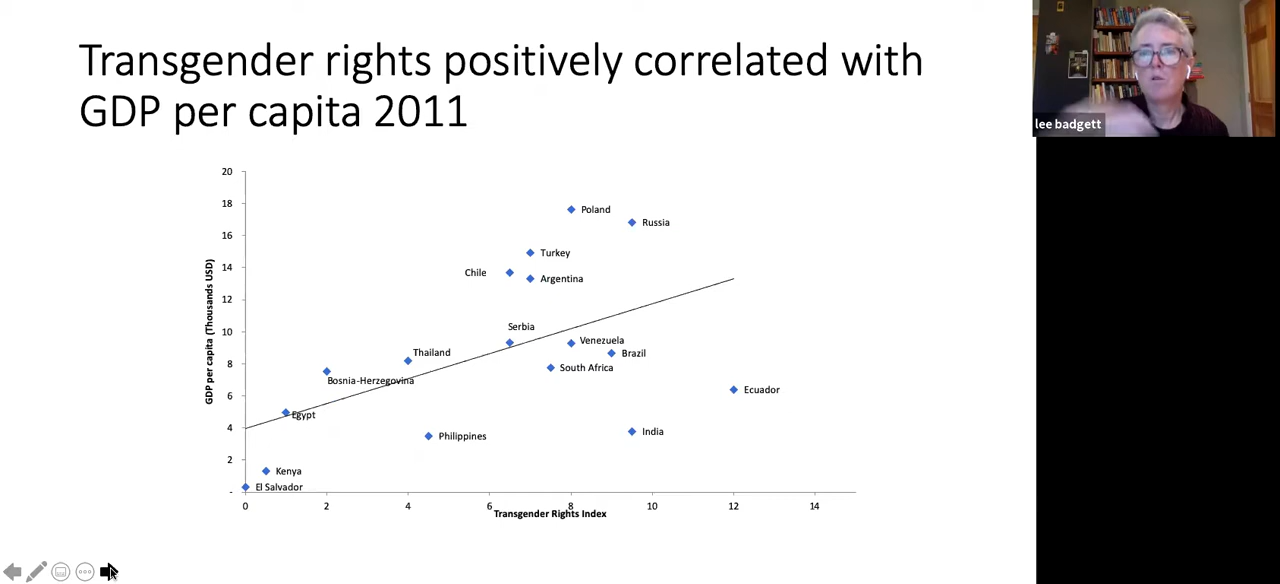 Transgender rights positively correlated with
GDP per capita 2011
lee badgett
GDP per capita (Thousands USD)
20
18
16
14
12
10
8
6
4
2
-
Poland
Russia
Turkey
Chile
Argentina
Serbia
Venezuela
Thailand
Brazil
South Africa
Bosnia-Herzegovina
Ecuador
Egypt
India
Philippines
Kenya
El Salvador
0 2 4 6 8 10 12 14
Transgender Rights Index